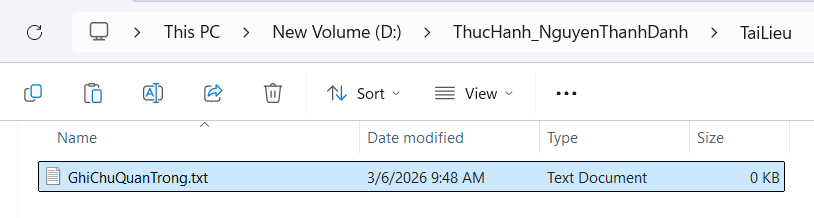 This PC > New Volume (D:) > ThucHanh_NguyenThanhDanh > TaiLieu
Sort View
Name Date modified Type Size
GhiChuQuanTrong.txt 3/6/2026 9:48 AM Text Document 0 KB